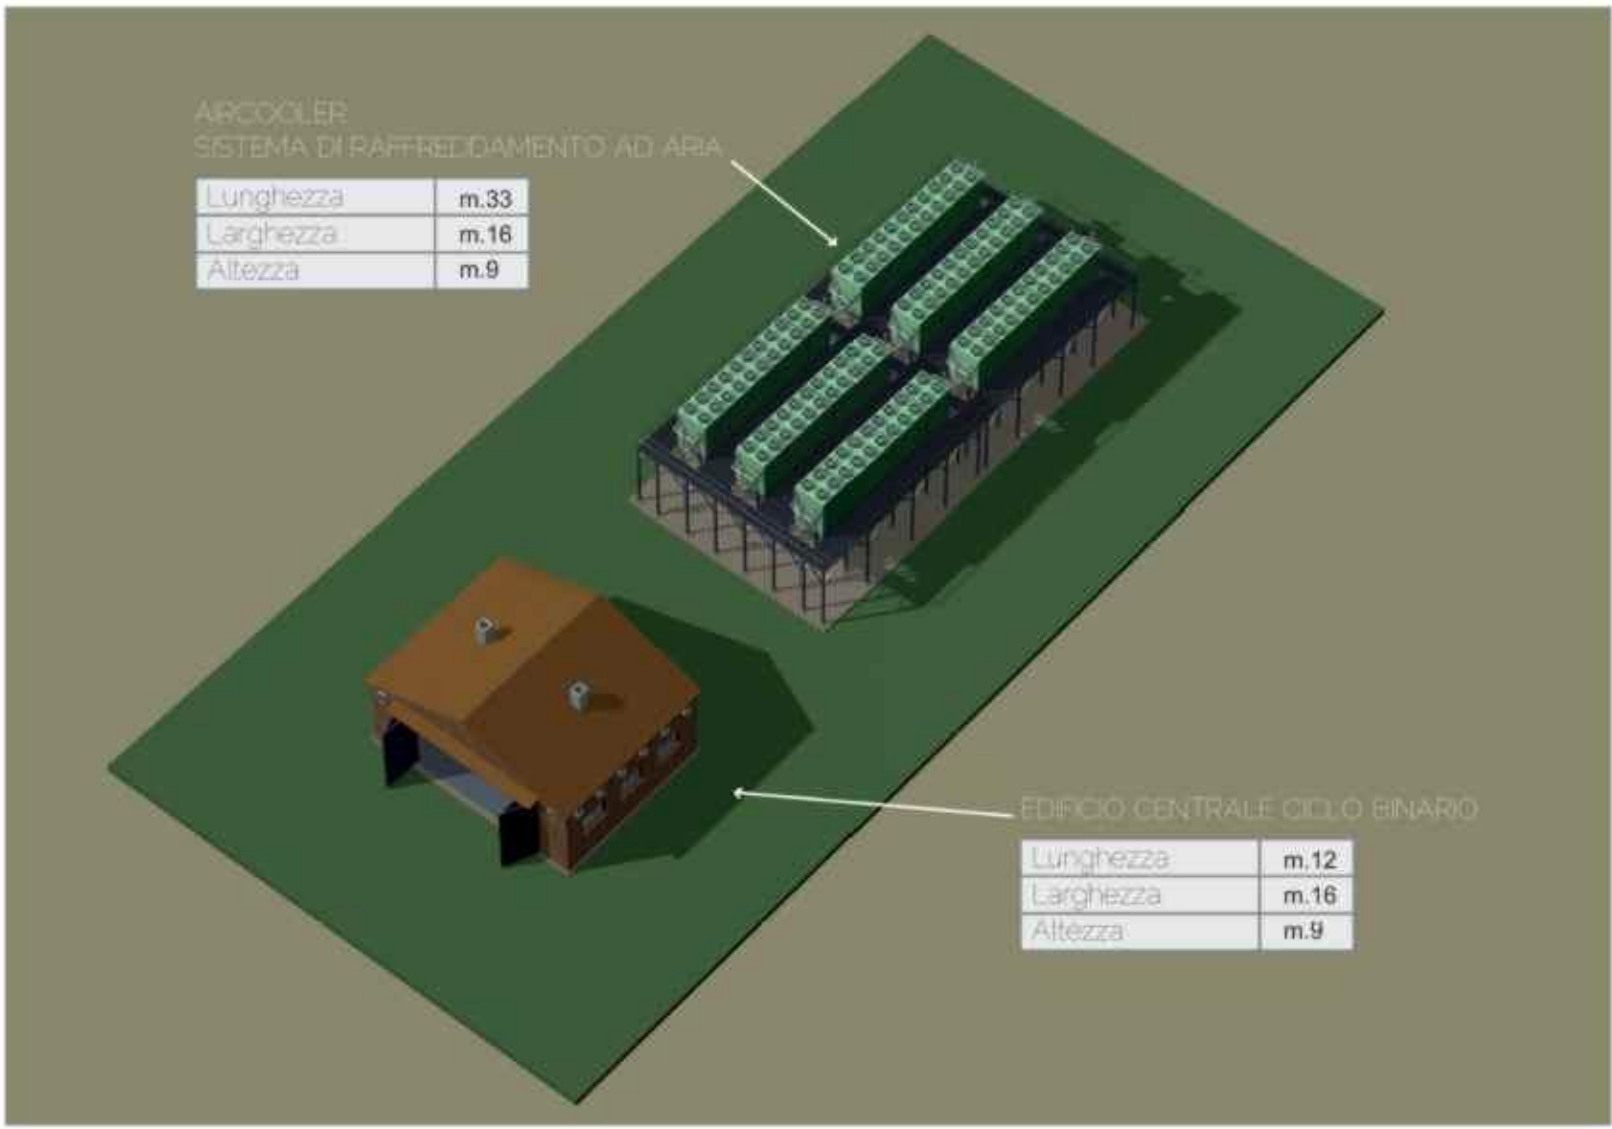 AIRCOOLER
SISTEMA DI RAFFREDDAMENTO AD ARIA
Lunghezza m.33
Larghezza m.16
Altezza m.9
EDIFICIO CENTRALE CICLO BINARIO
Lunghezza m.12
Larghezza m.16
Altezza m.9